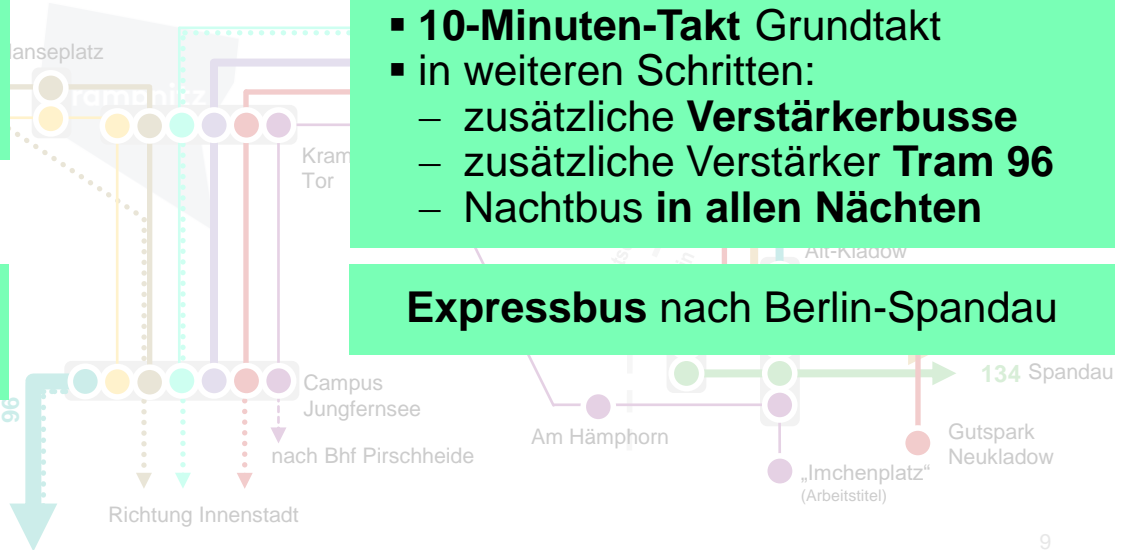 ▪ 10-Minuten-Takt Grundtakt
▪ in weiteren Schritten:
– zusätzliche Verstärkerbusse
– zusätzliche Verstärker Tram 96
– Nachtbus in allen Nächten
Expressbus nach Berlin-Spandau
anseplatz
rampnitz
Kram
Tor
Alt-Kladow
Campus
Jungfernsee
134 Spandau
96
Am Hämphorn
Gutspark
Neukladow
nach Bhf Pirschheide
„Imchenplatz“
(Arbeitstitel)
Richtung Innenstadt
9